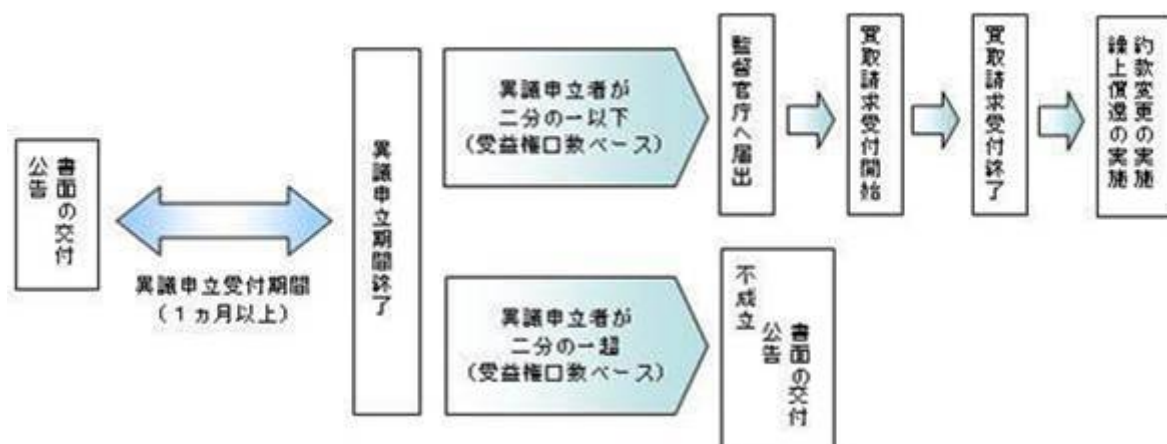 書面の交付
公告
異議申立受付期間
（１ヵ月以上）
異議申立期間終了
異議申立者が
二分の一以下
（受益権口数ベース）
監督官庁へ届出
買取請求受付開始
買取請求受付終了
約款変更の実施
繰上償還の実施
異議申立者が
二分の一超
（受益権口数ベース）
不成立
書面の交付
公告